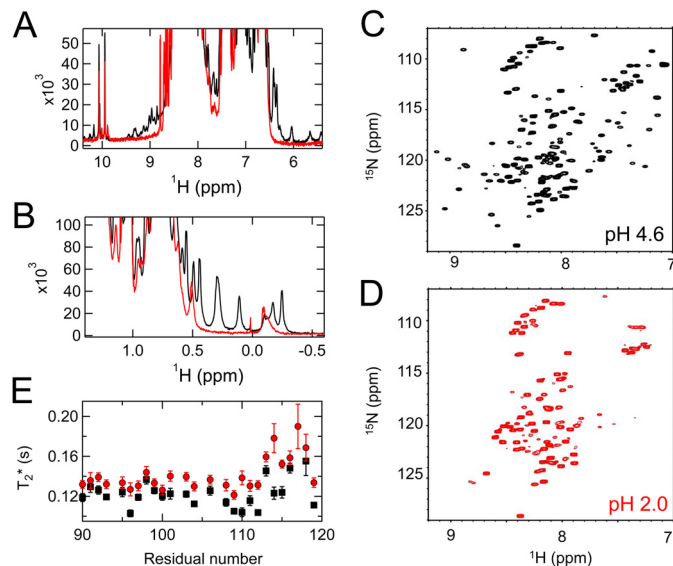 A
50
40
30
20
10
0
x10³
10
9
8
7
6
¹H (ppm)
B
100
80
60
40
20
0
x10³
1.0
0.5
0.0
-0.5
¹H (ppm)
E
0.20
0.16
0.12
T₂* (s)
90
100
110
120
Residual number
C
110
115
120
125
¹⁵N (ppm)
pH 4.6
9
8
7
D
110
115
120
125
¹⁵N (ppm)
pH 2.0
9
8
7
¹H (ppm)